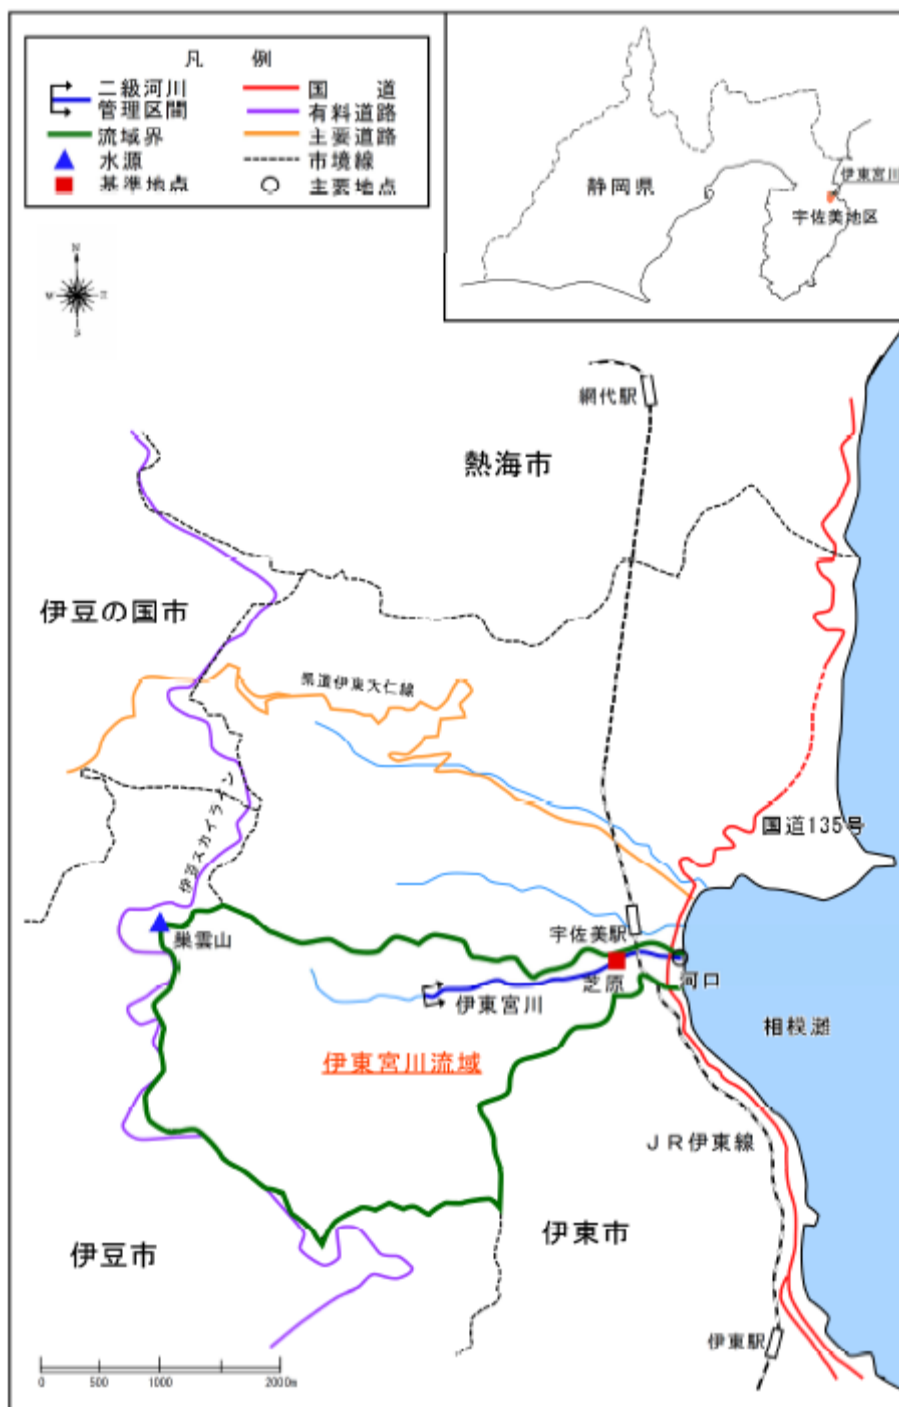 凡 例
二級河川
管理区間
国 道
有料道路
流域界
主要道路
水源
市境線
基準地点
主要地点
静岡県
伊東宮川
宇佐美地区
N
W
E
S
網代駅
熱海市
伊豆の国市
県道伊東大仁線
伊豆スカイライン
国道135号
巣雲山
宇佐美駅
芝原
河口
伊東宮川
相模灘
伊東宮川流域
JR伊東線
伊東市
伊豆市
伊東駅
0 500 1000 2000m